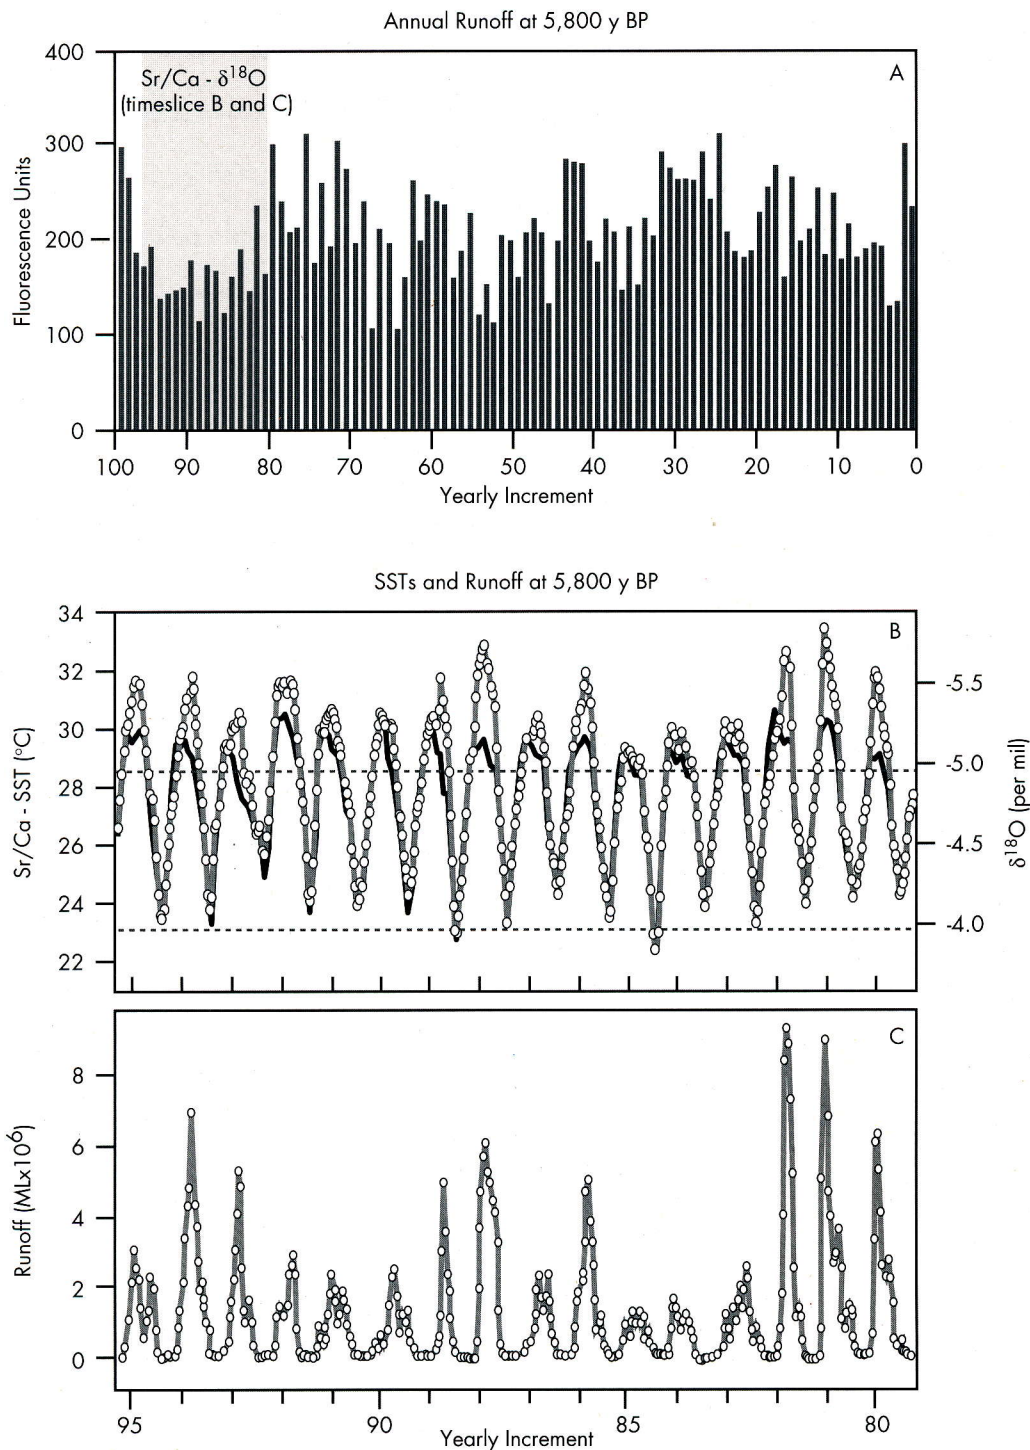 Annual Runoff at 5,800 y BP
A
Sr/Ca - δ¹⁸O
(timeslice B and C)
Fluorescence Units
400
300
200
100
0
100 90 80 70 60 50 40 30 20 10 0
Yearly Increment
SSTs and Runoff at 5,800 y BP
B
Sr/Ca - SST (°C)
34
32
30
28
26
24
22
-5.5
-5.0
-4.5
-4.0
δ¹⁸O (per mil)
C
Runoff (MLx10⁶)
8
6
4
2
0
95 90 85 80
Yearly Increment